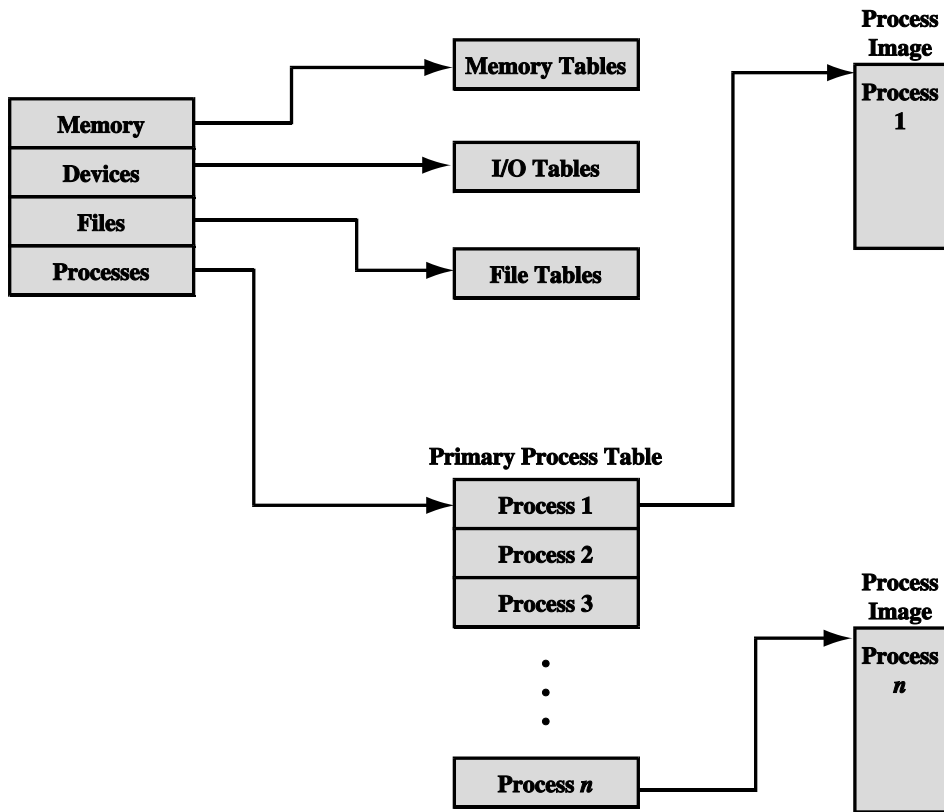 Memory
Devices
Files
Processes
Memory Tables
I/O Tables
File Tables
Primary Process Table
Process 1
Process 2
Process 3
Process n
Process
Image
Process
1
Process
Image
Process
n